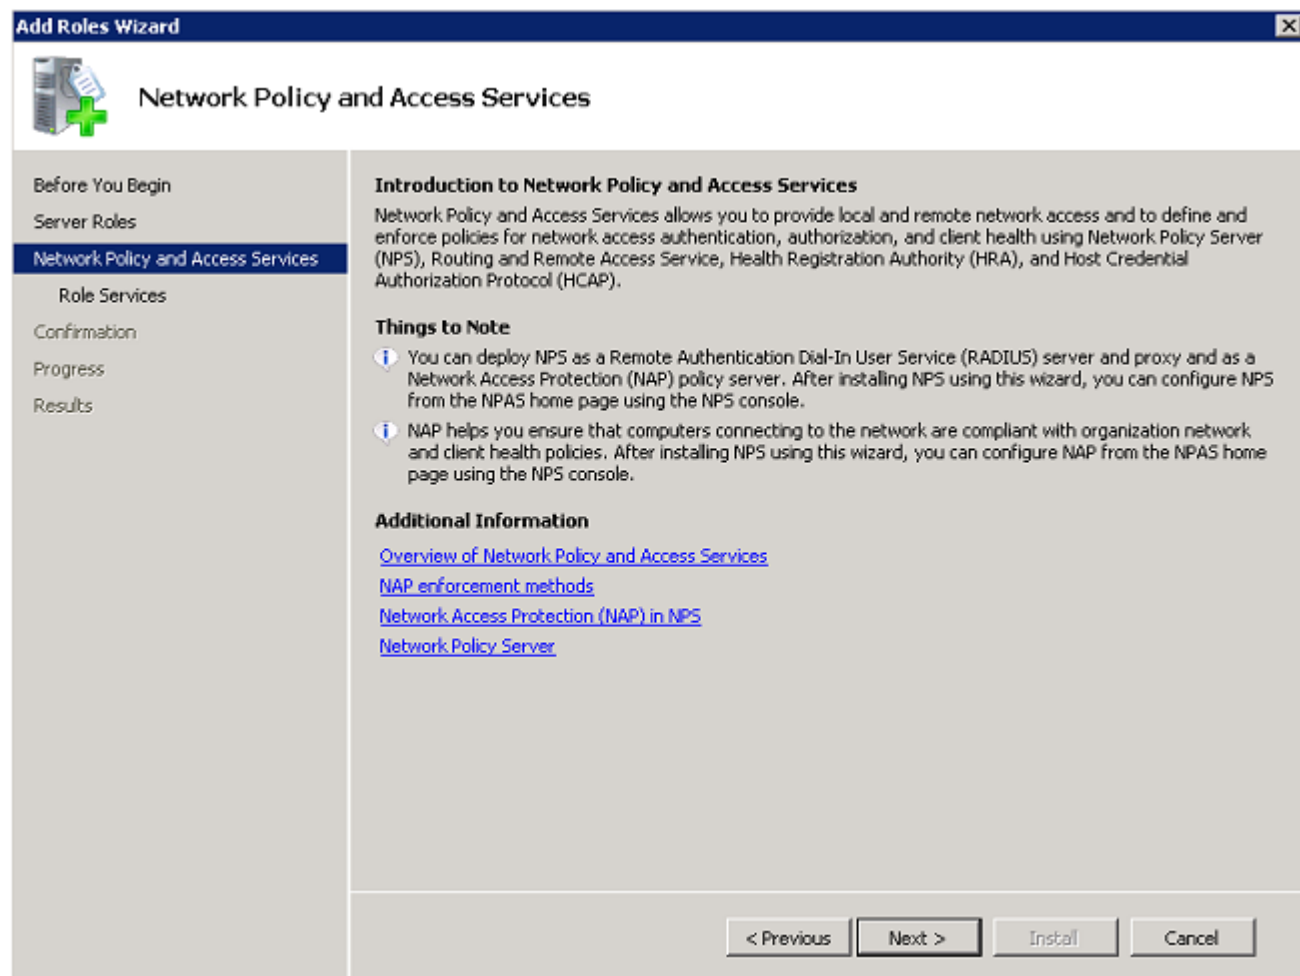 Add Roles Wizard
Network Policy and Access Services
Before You Begin
Server Roles
Network Policy and Access Services
Role Services
Confirmation
Progress
Results
Introduction to Network Policy and Access Services
Network Policy and Access Services allows you to provide local and remote network access and to define and
enforce policies for network access authentication, authorization, and client health using Network Policy Server
(NPS), Routing and Remote Access Service, Health Registration Authority (HRA), and Host Credential
Authorization Protocol (HCAP).
Things to Note
You can deploy NPS as a Remote Authentication Dial-In User Service (RADIUS) server and proxy and as a
Network Access Protection (NAP) policy server. After installing NPS using this wizard, you can configure NPS
from the NPAS home page using the NPS console.
NAP helps you ensure that computers connecting to the network are compliant with organization network
and client health policies. After installing NPS using this wizard, you can configure NAP from the NPAS home
page using the NPS console.
Additional Information
Overview of Network Policy and Access Services
NAP enforcement methods
Network Access Protection (NAP) in NPS
Network Policy Server
< Previous
Next >
Install
Cancel